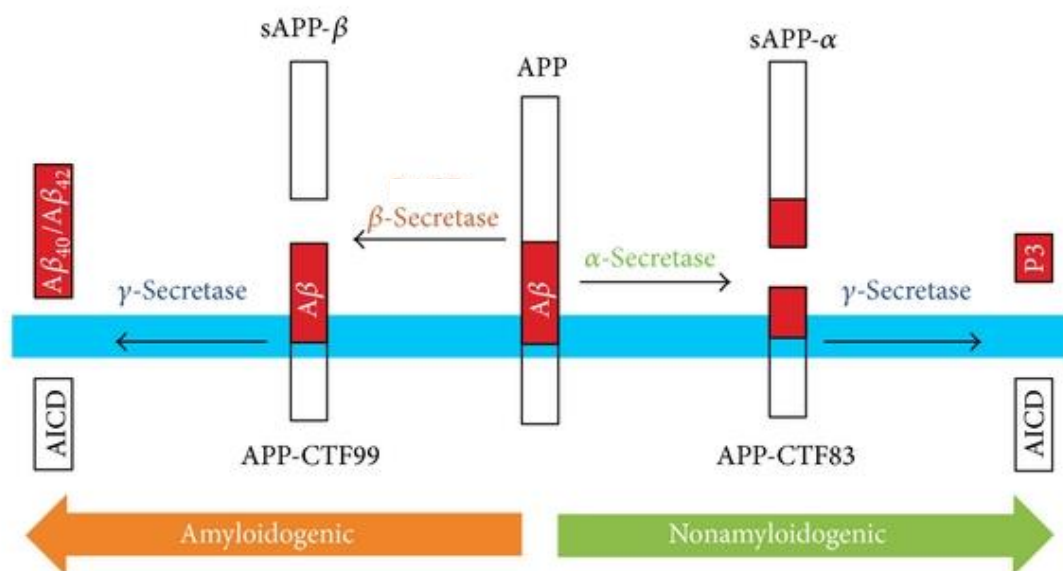 sAPP-β
APP
sAPP-α
Aβ₄₀/Aβ₄₂
β-Secretase
α-Secretase
P3
γ-Secretase
Aβ
Aβ
γ-Secretase
AICD
APP-CTF99
APP-CTF83
AICD
Amyloidogenic
Nonamyloidogenic